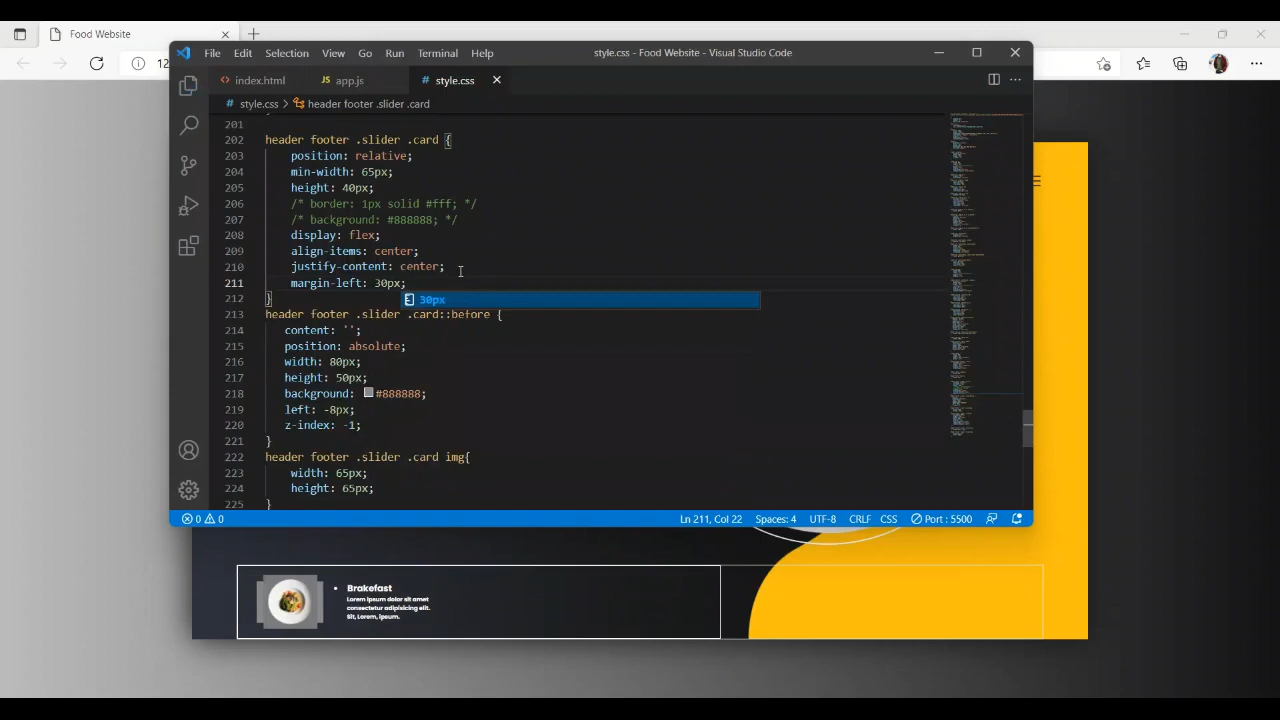 Food Website
12
File Edit Selection View Go Run Terminal Help
style.css - Food Website - Visual Studio Code
index.html app.js style.css
style.css > header footer .slider .card
201
202 header footer .slider .card {
203 position: relative;
204 min-width: 65px;
205 height: 40px;
206 /* border: 1px solid #fff; */
207 /* background: #888888; */
208 display: flex;
209 align-items: center;
210 justify-content: center;
211 margin-left: 30px;
30px
212 }
213 header footer .slider .card::before {
214 content: '';
215 position: absolute;
216 width: 80px;
217 height: 50px;
218 background: #888888;
219 left: -8px;
220 z-index: -1;
221 }
222 header footer .slider .card img{
223 width: 65px;
224 height: 65px;
225 }
0 0 Ln 211, Col 22 Spaces: 4 UTF-8 CRLF CSS Port : 5500
Brakefast
Lorem ipsum dolor sit amet
consectetur adipisicing elit.
Sit, Lorem, ipsum.